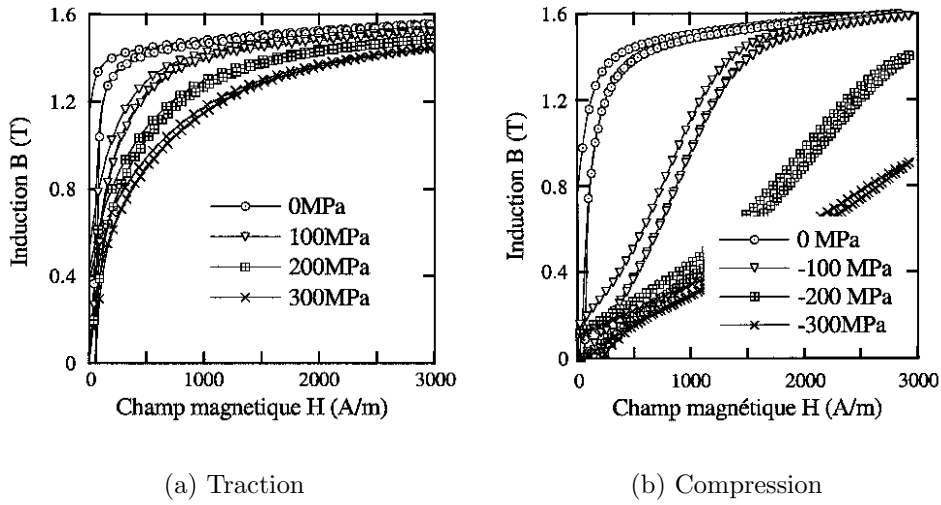 1.6
1.2
0.8
0.4
0
Induction B (T)
0MPa
100MPa
200MPa
300MPa
0
1000
2000
3000
Champ magnetique H (A/m)
(a) Traction
1.6
1.2
0.8
0.4
0
Induction B (T)
0 MPa
-100 MPa
-200 MPa
-300MPa
0
1000
2000
3000
Champ magnétique H (A/m)
(b) Compression